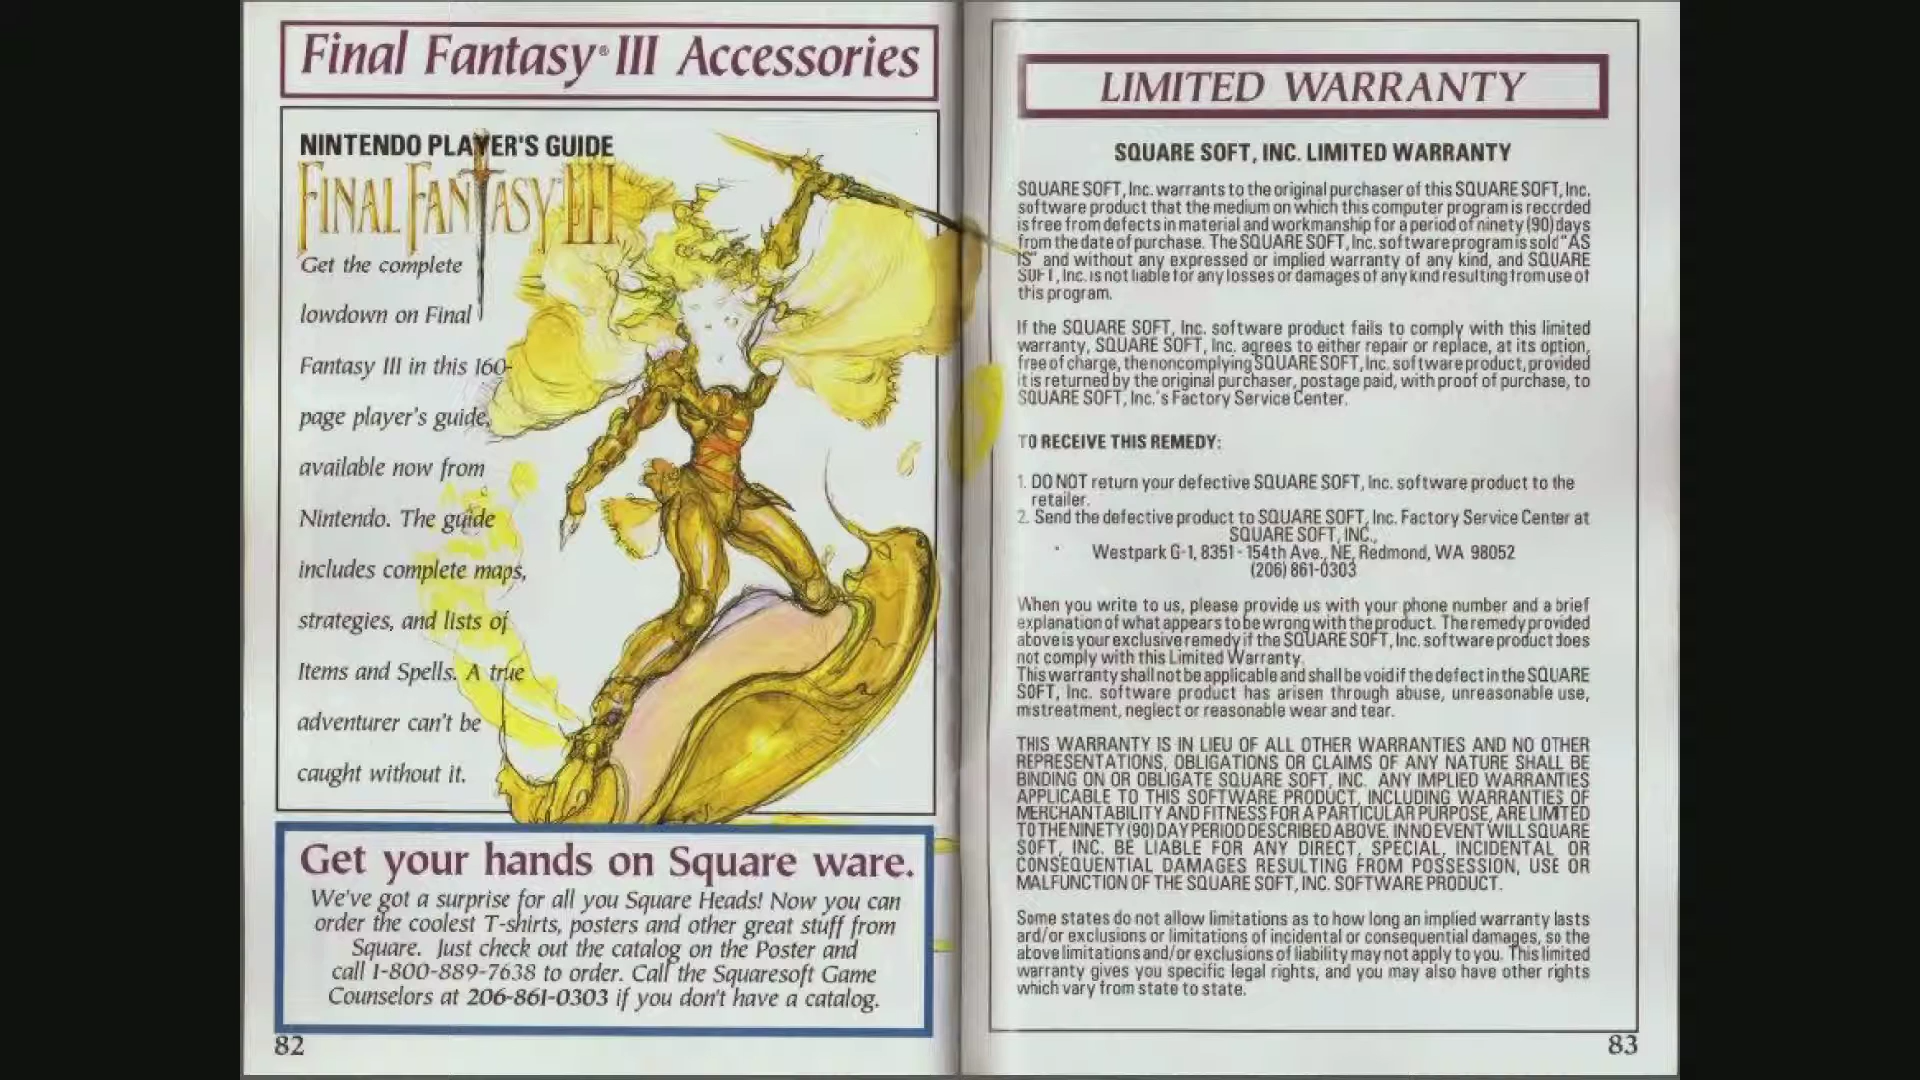 Final Fantasy® III Accessories
NINTENDO PLAYER'S GUIDE
FINAL FANTASY III
Get the complete
lowdown on Final
Fantasy III in this 160-
page player's guide,
available now from
Nintendo. The guide
includes complete maps,
strategies, and lists of
Items and Spells. A true
adventurer can't be
caught without it.
Get your hands on Square ware.
We've got a surprise for all you Square Heads! Now you can
order the coolest T-shirts, posters and other great stuff from
Square. Just check out the catalog on the Poster and
call 1-800-889-7638 to order. Call the Squaresoft Game
Counselors at 206-861-0303 if you don't have a catalog.
82
LIMITED WARRANTY
SQUARE SOFT, INC. LIMITED WARRANTY
SQUARE SOFT, Inc. warrants to the original purchaser of this SQUARE SOFT, Inc.
software product that the medium on which this computer program is recorded
is free from defects in material and workmanship for a period of ninety (90) days
from the date of purchase. The SQUARE SOFT, Inc. software program is sold "AS
IS" and without any expressed or implied warranty of any kind, and SQUARE
SOFT, Inc. is not liable for any losses or damages of any kind resulting from use of
this program.
If the SQUARE SOFT, Inc. software product fails to comply with this limited
warranty, SQUARE SOFT, Inc. agrees to either repair or replace, at its option,
free of charge, the noncomplying SQUARE SOFT, Inc. software product, provided
it is returned by the original purchaser, postage paid, with proof of purchase, to
SQUARE SOFT, Inc.'s Factory Service Center.
TO RECEIVE THIS REMEDY:
1. DO NOT return your defective SQUARE SOFT, Inc. software product to the
retailer.
2. Send the defective product to SQUARE SOFT, Inc. Factory Service Center at
SQUARE SOFT, INC.,
Westpark G-1, 8351 - 154th Ave., NE, Redmond, WA 98052
(206) 861-0303
When you write to us, please provide us with your phone number and a brief
explanation of what appears to be wrong with the product. The remedy provided
above is your exclusive remedy if the SQUARE SOFT, Inc. software product does
not comply with this Limited Warranty.
This warranty shall not be applicable and shall be void if the defect in the SQUARE
SOFT, Inc. software product has arisen through abuse, unreasonable use,
mistreatment, neglect or reasonable wear and tear.
THIS WARRANTY IS IN LIEU OF ALL OTHER WARRANTIES AND NO OTHER
REPRESENTATIONS, OBLIGATIONS OR CLAIMS OF ANY NATURE SHALL BE
BINDING ON OR OBLIGATE SQUARE SOFT, INC. ANY IMPLIED WARRANTIES
APPLICABLE TO THIS SOFTWARE PRODUCT, INCLUDING WARRANTIES OF
MERCHANTABILITY AND FITNESS FOR A PARTICULAR PURPOSE, ARE LIMITED
TO THE NINETY (90) DAY PERIOD DESCRIBED ABOVE. IN NO EVENT WILL SQUARE
SOFT, INC. BE LIABLE FOR ANY DIRECT, SPECIAL, INCIDENTAL OR
CONSEQUENTIAL DAMAGES RESULTING FROM POSSESSION, USE OR
MALFUNCTION OF THE SQUARE SOFT, INC. SOFTWARE PRODUCT.
Some states do not allow limitations as to how long an implied warranty lasts
and/or exclusions or limitations of incidental or consequential damages, so the
above limitations and/or exclusions of liability may not apply to you. This limited
warranty gives you specific legal rights, and you may also have other rights
which vary from state to state.
83